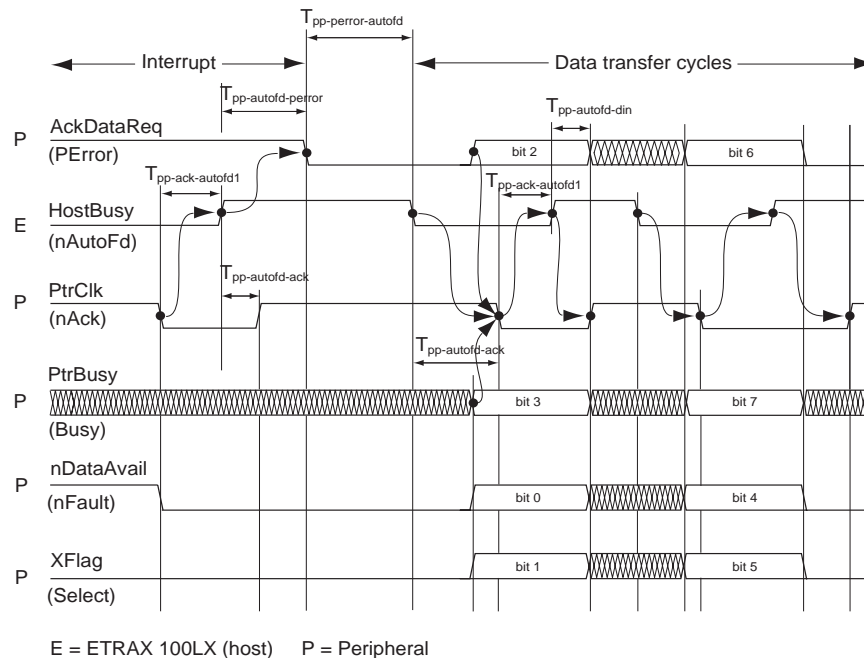 Tpp-perror-autofd
Interrupt
Data transfer cycles
Tpp-autofd-perror
Tpp-autofd-din
P AckDataReq (PError)
bit 2
bit 6
Tpp-ack-autofd1
Tpp-ack-autofd1
E HostBusy (nAutoFd)
Tpp-autofd-ack
P PtrClk (nAck)
Tpp-autofd-ack
P PtrBusy (Busy)
bit 3
bit 7
P nDataAvail (nFault)
bit 0
bit 4
P XFlag (Select)
bit 1
bit 5
E = ETRAX 100LX (host) P = Peripheral